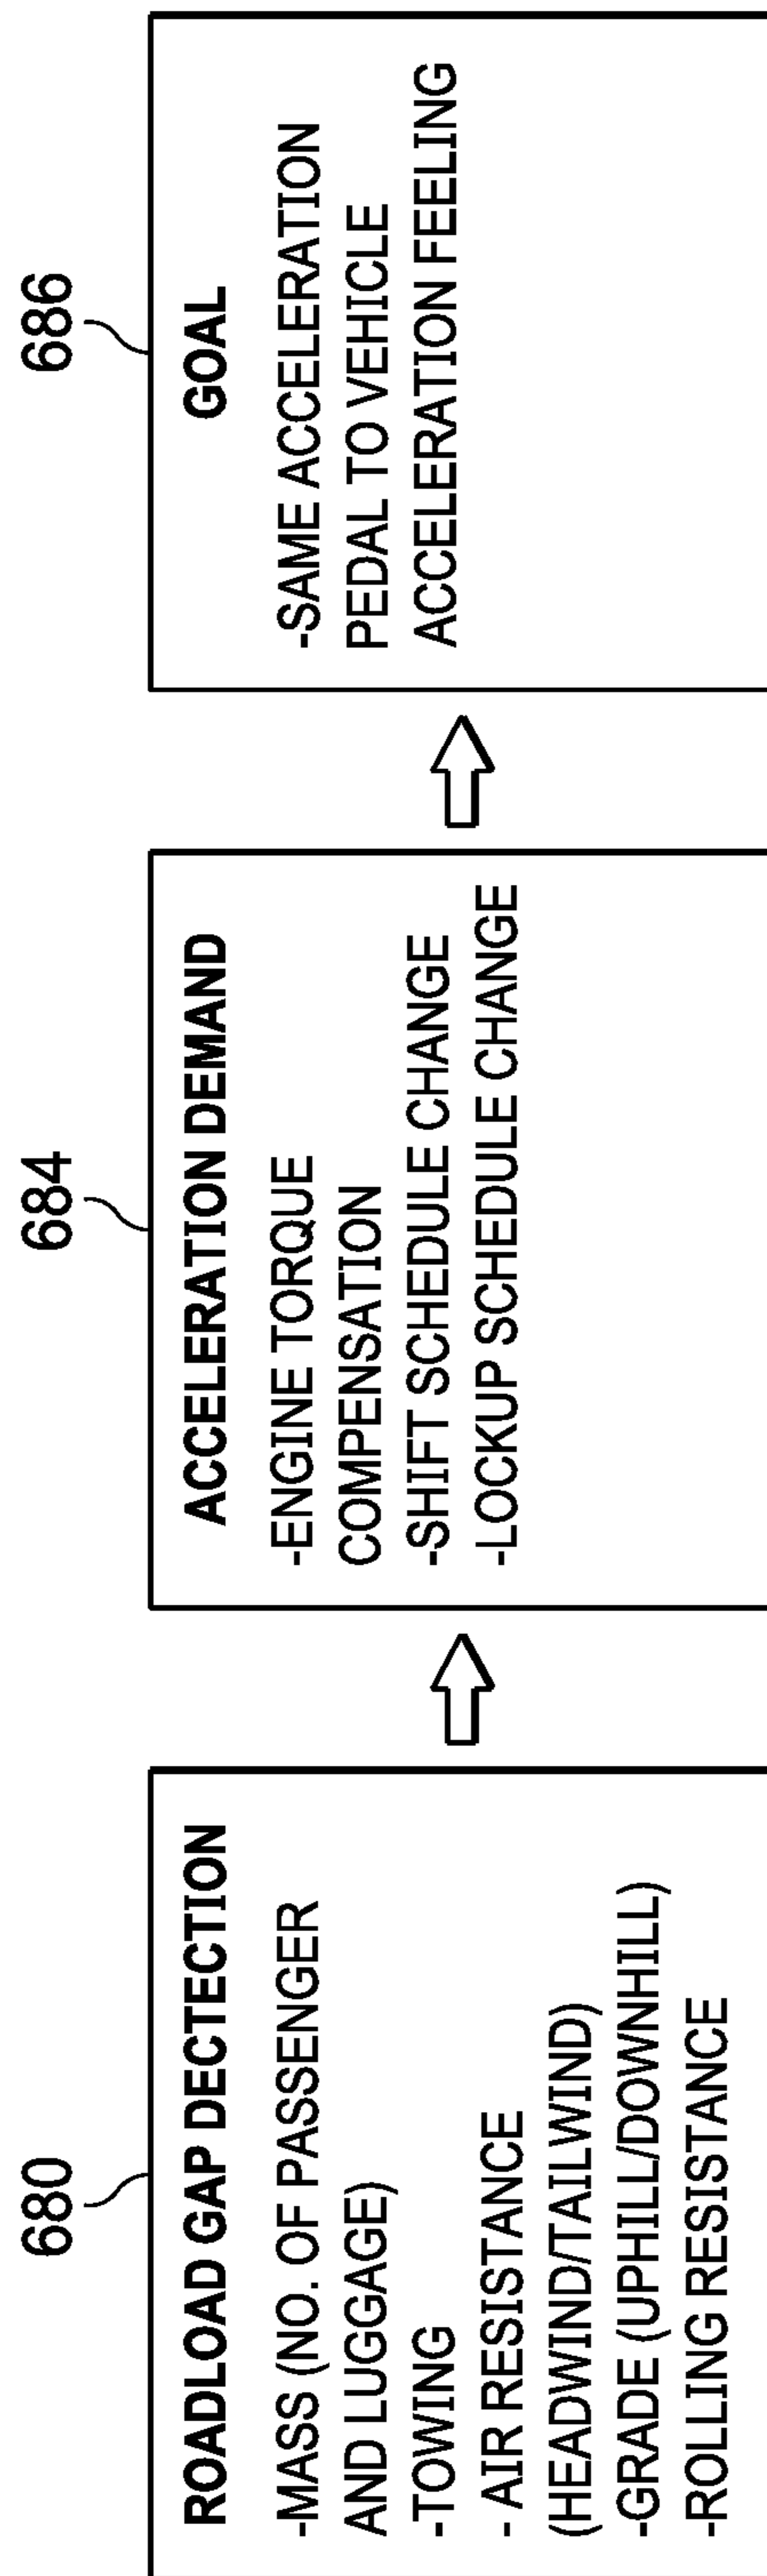 680
ROADLOAD GAP DECTECTION
-MASS (NO. OF PASSENGER
AND LUGGAGE)
-TOWING
- AIR RESISTANCE
(HEADWIND/TAILWIND)
-GRADE (UPHILL/DOWNHILL)
-ROLLING RESISTANCE
684
ACCELERATION DEMAND
-ENGINE TORQUE
COMPENSATION
-SHIFT SCHEDULE CHANGE
-LOCKUP SCHEDULE CHANGE
686
GOAL
-SAME ACCELERATION
PEDAL TO VEHICLE
ACCELERATION FEELING